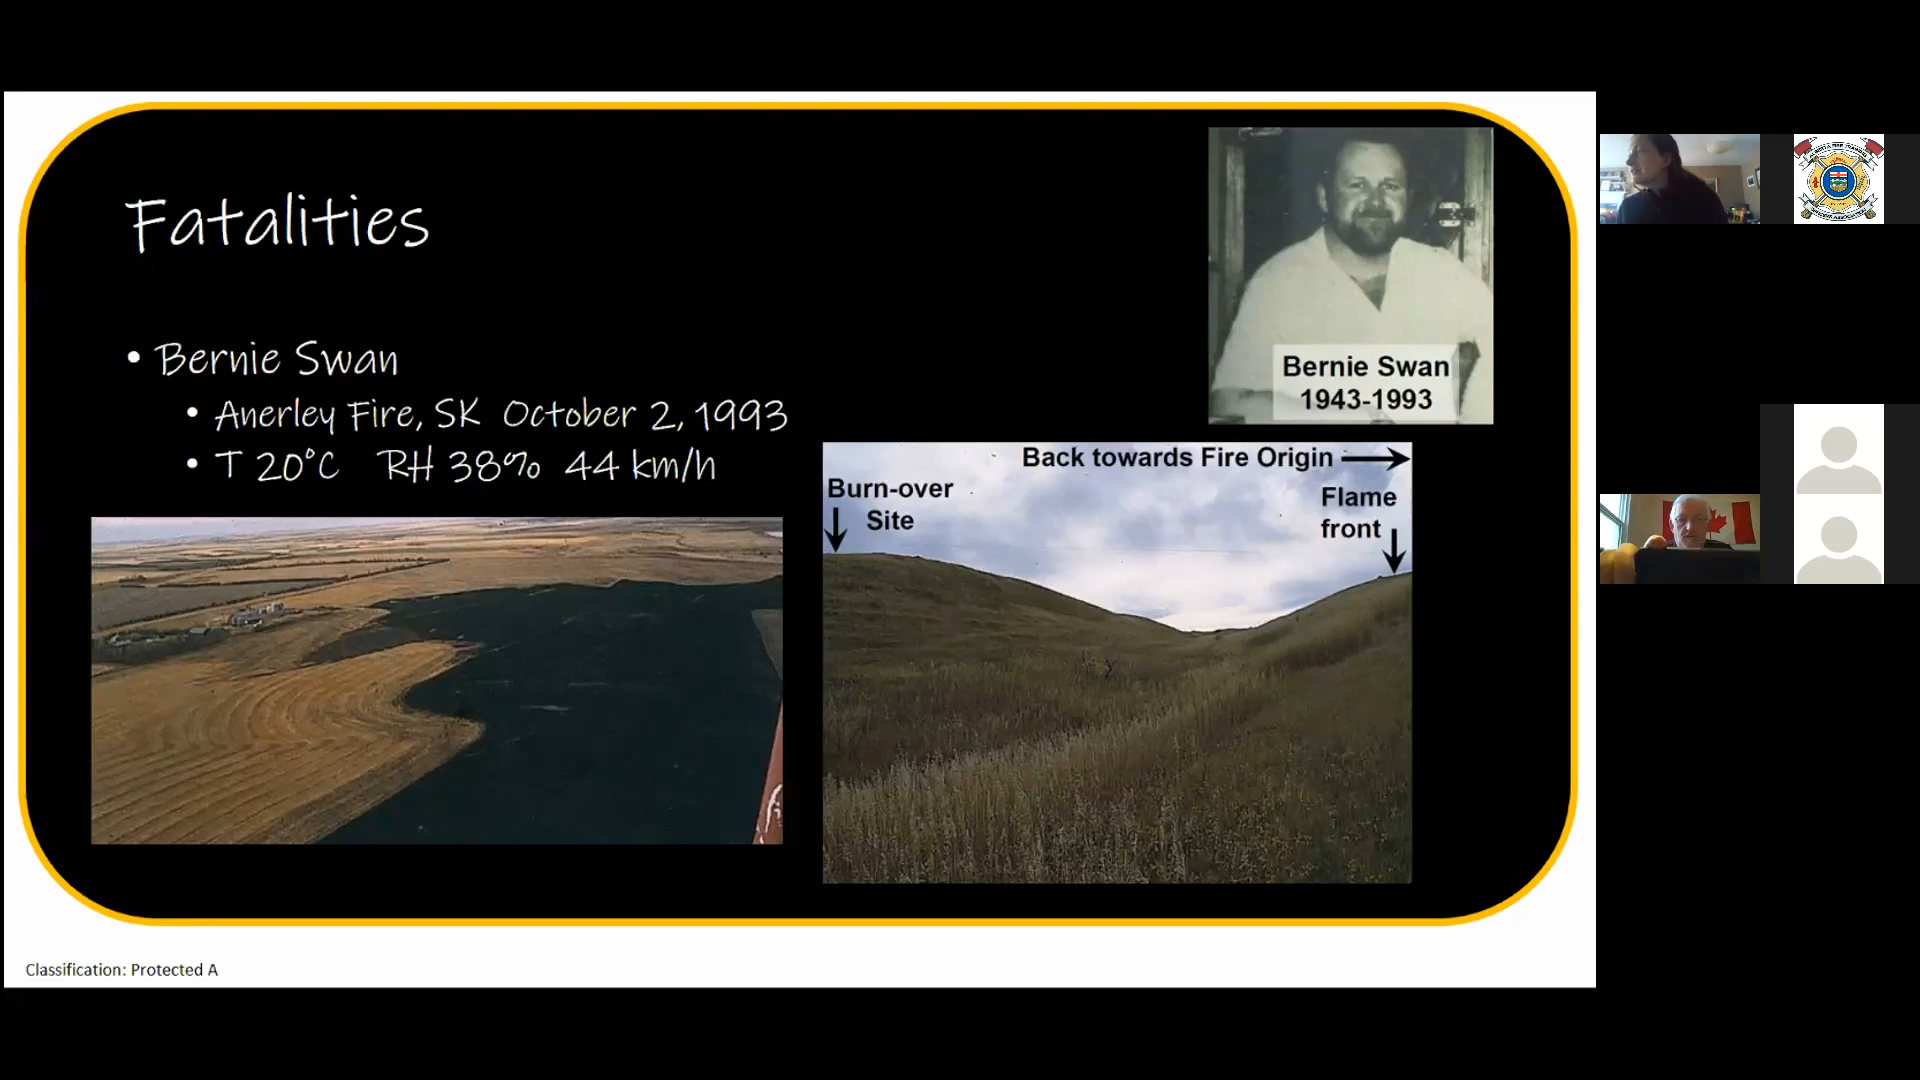 Fatalities
• Bernie Swan
• Anerley Fire, SK October 2, 1993
• T 20°C RH 38% 44 km/h
Bernie Swan
1943-1993
Back towards Fire Origin
Burn-over
Site
Flame
front
Classification: Protected A